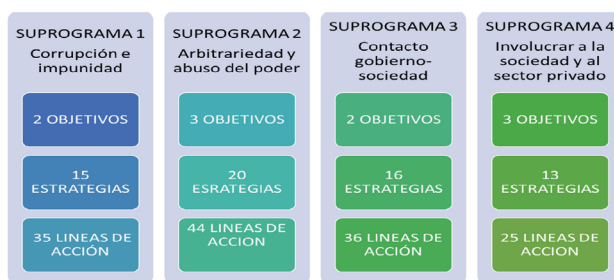 SUPROGRAMA 1
Corrupción e
impunidad
2 OBJETIVOS
15
ESTRATEGIAS
35 LINEAS DE
ACCIÓN
SUPROGRAMA 2
Arbitrariedad y
abuso del poder
3 OBJETIVOS
20
ESRATEGIAS
44 LINEAS DE
ACCION
SUPROGRAMA 3
Contacto
gobierno-
sociedad
2 OBJETIVOS
16
ESTRATEGIAS
36 LINEAS DE
ACCIÓN
SUPROGRAMA 4
Involucrar a la
sociedad y al
sector privado
3 OBJETIVOS
13
ESTRATEGIAS
25 LINEAS DE
ACCIÓN